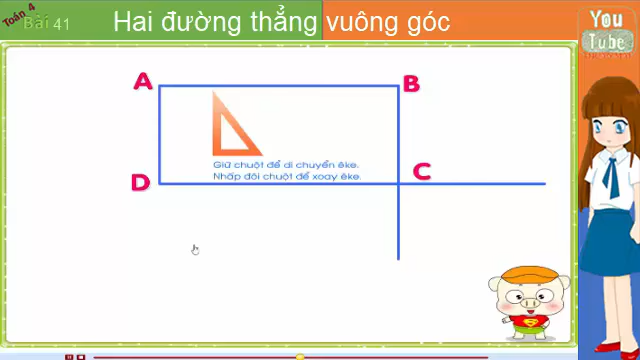 Toán 4
Bài 41
Hai đường thẳng vuông góc
You
Tube
A
B
Giữ chuột để di chuyển êke.
Nhấp đôi chuột để xoay êke.
D
C